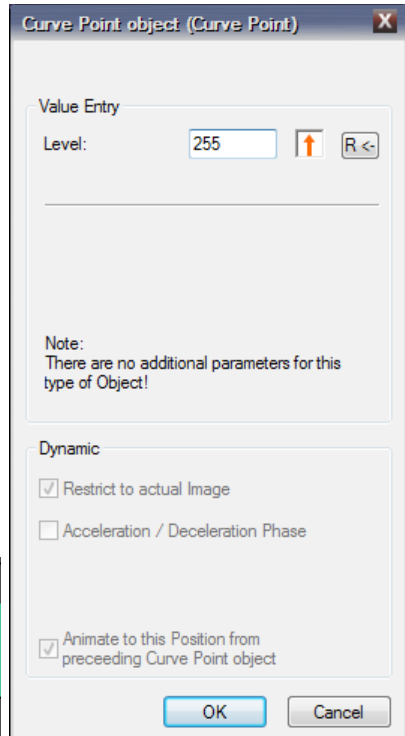 Curve Point object (Curve Point)
X
Value Entry
Level: 255 R <-
Note:
There are no additional parameters for this
type of Object!
Dynamic
Restrict to actual Image
Acceleration / Deceleration Phase
Animate to this Position from
preceeding Curve Point object
OK Cancel